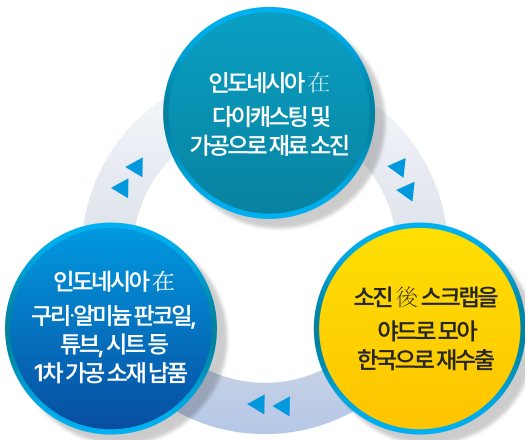 인도네시아 在
다이캐스팅 및
가공으로 재료 소진
인도네시아 在
구리·알미늄 판코일,
튜브, 시트 등
1차 가공 소재 납품
소진 後 스크랩을
야드로 모아
한국으로 재수출